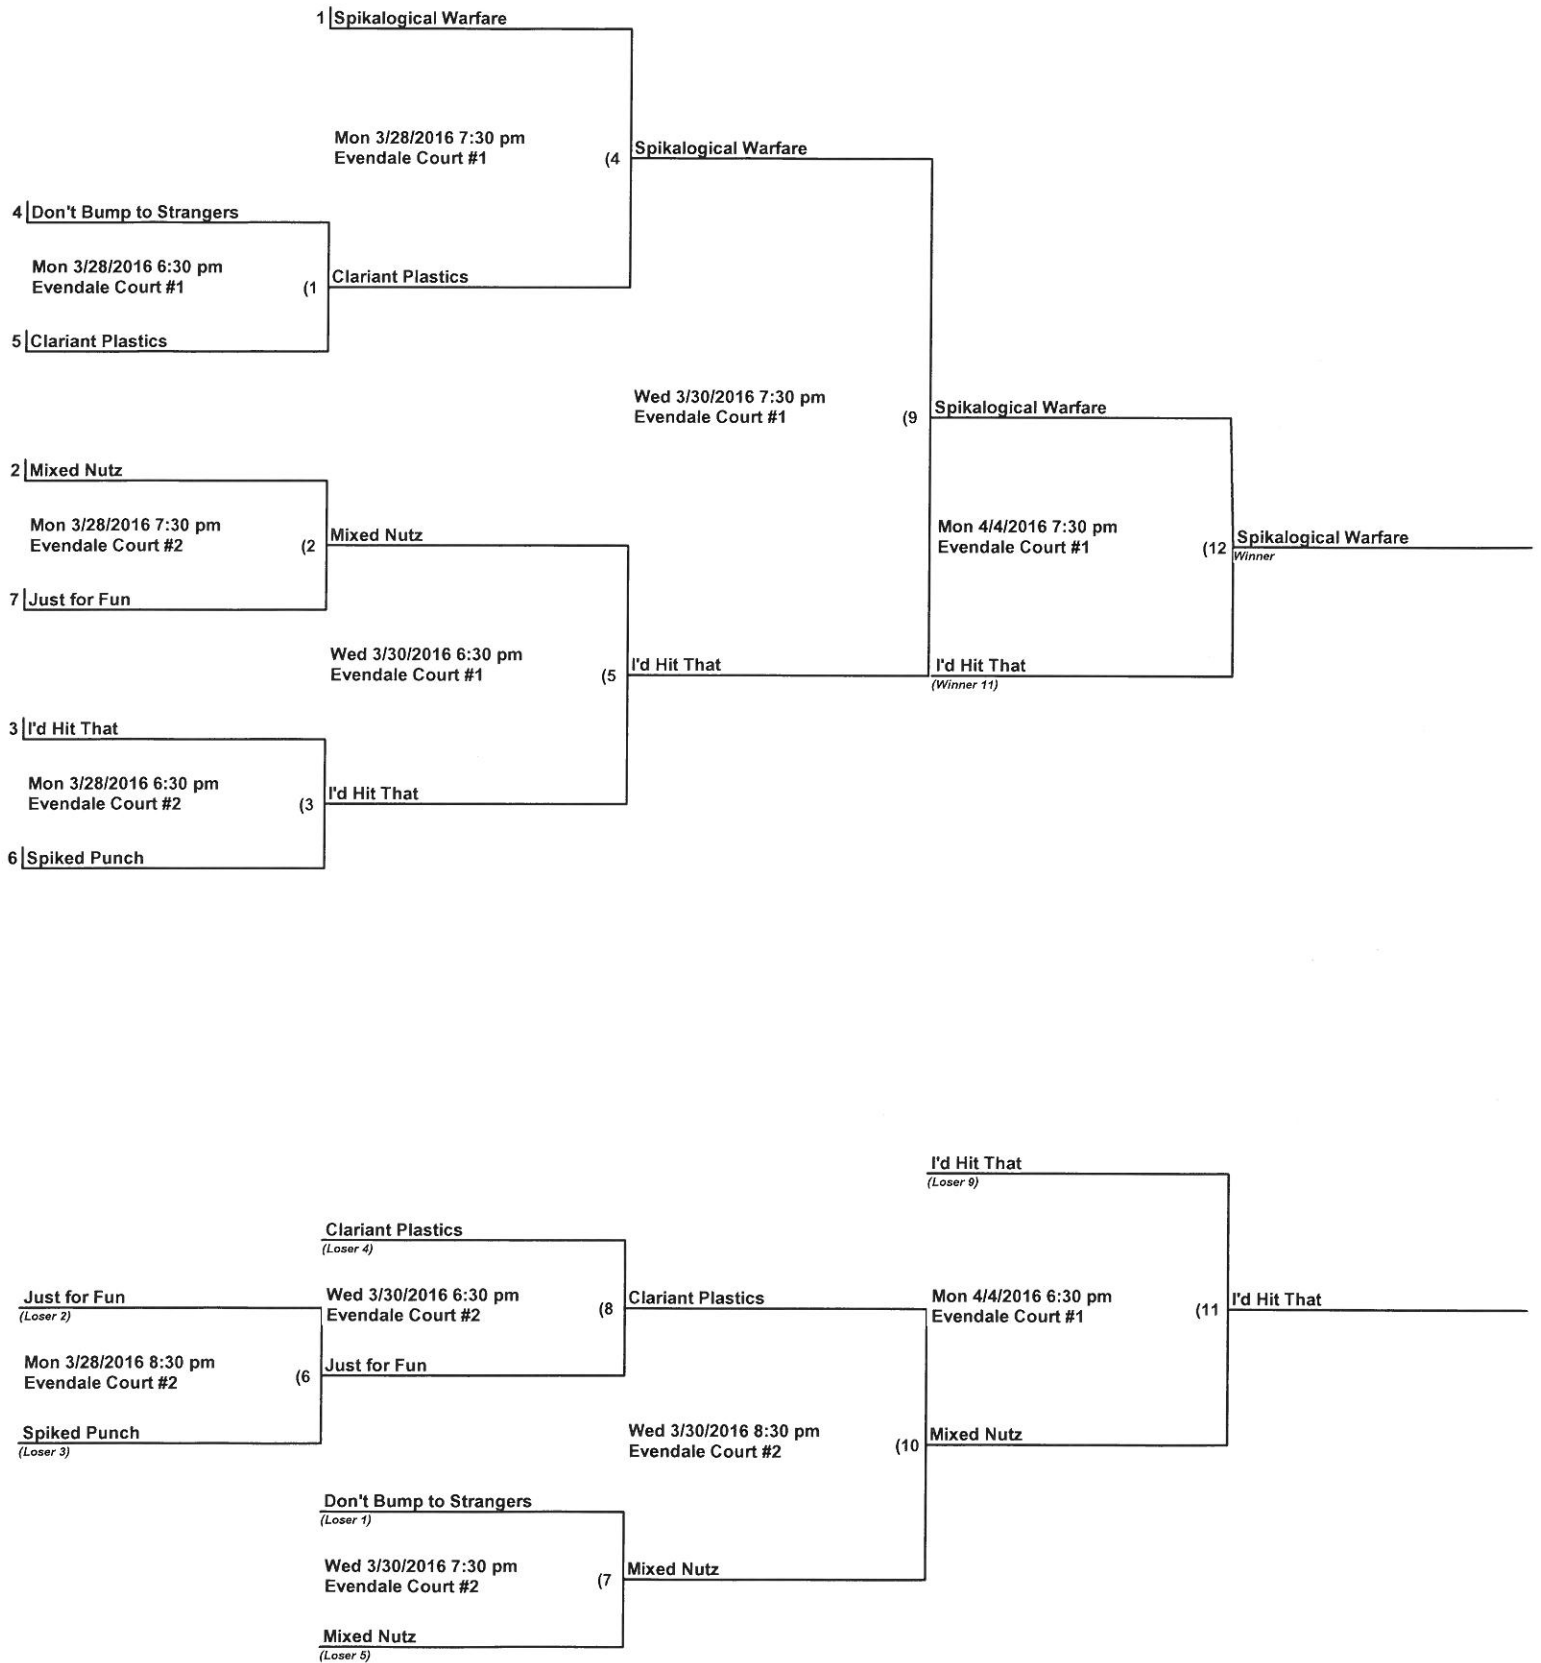 1 Spikalogical Warfare
Mon 3/28/2016 7:30 pm
Evendale Court #1
(4
Spikalogical Warfare
4 Don't Bump to Strangers
Mon 3/28/2016 6:30 pm
Evendale Court #1
(1
Clariant Plastics
5 Clariant Plastics
Wed 3/30/2016 7:30 pm
Evendale Court #1
(9
Spikalogical Warfare
2 Mixed Nutz
Mon 3/28/2016 7:30 pm
Evendale Court #2
(2
Mixed Nutz
Mon 4/4/2016 7:30 pm
Evendale Court #1
(12
Spikalogical Warfare
Winner
7 Just for Fun
Wed 3/30/2016 6:30 pm
Evendale Court #1
(5
I'd Hit That
I'd Hit That
(Winner 11)
3 I'd Hit That
Mon 3/28/2016 6:30 pm
Evendale Court #2
(3
I'd Hit That
6 Spiked Punch
I'd Hit That
(Loser 9)
Clariant Plastics
(Loser 4)
Just for Fun
(Loser 2)
Wed 3/30/2016 6:30 pm
Evendale Court #2
(8
Clariant Plastics
Mon 4/4/2016 6:30 pm
Evendale Court #1
(11
I'd Hit That
Mon 3/28/2016 8:30 pm
Evendale Court #2
(6
Just for Fun
Spiked Punch
(Loser 3)
Wed 3/30/2016 8:30 pm
Evendale Court #2
(10
Mixed Nutz
Don't Bump to Strangers
(Loser 1)
Wed 3/30/2016 7:30 pm
Evendale Court #2
(7
Mixed Nutz
Mixed Nutz
(Loser 5)